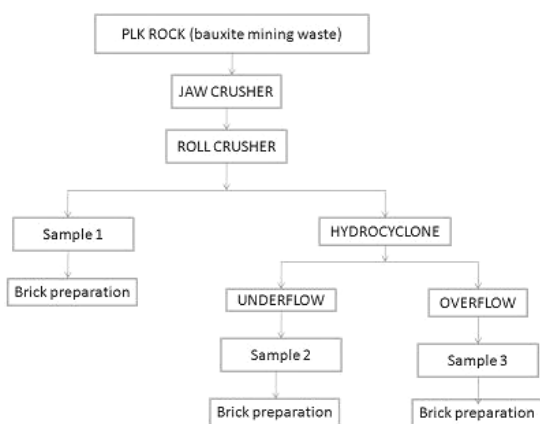 PLK ROCK (bauxite mining waste)
JAW CRUSHER
ROLL CRUSHER
Sample 1
HYDROCYCLONE
Brick preparation
UNDERFLOW
OVERFLOW
Sample 2
Sample 3
Brick preparation
Brick preparation